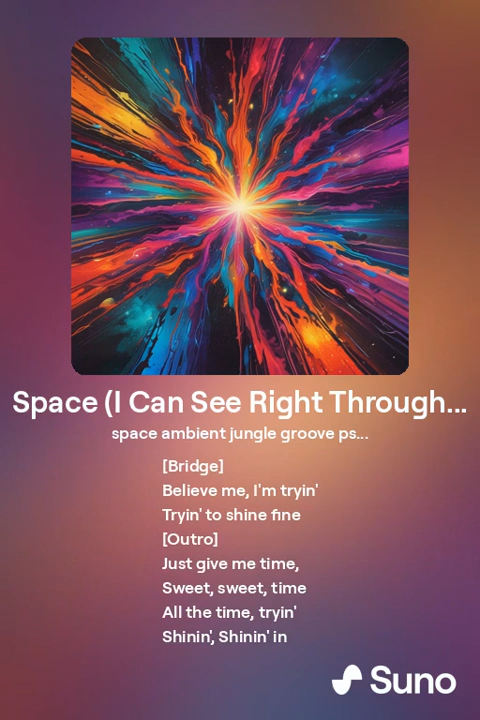 Space (I Can See Right Through...
space ambient jungle groove ps...
[Bridge]
Believe me, I'm tryin'
Tryin' to shine fine
[Outro]
Just give me time,
Sweet, sweet, time
All the time, tryin'
Shinin', Shinin' in
Suno